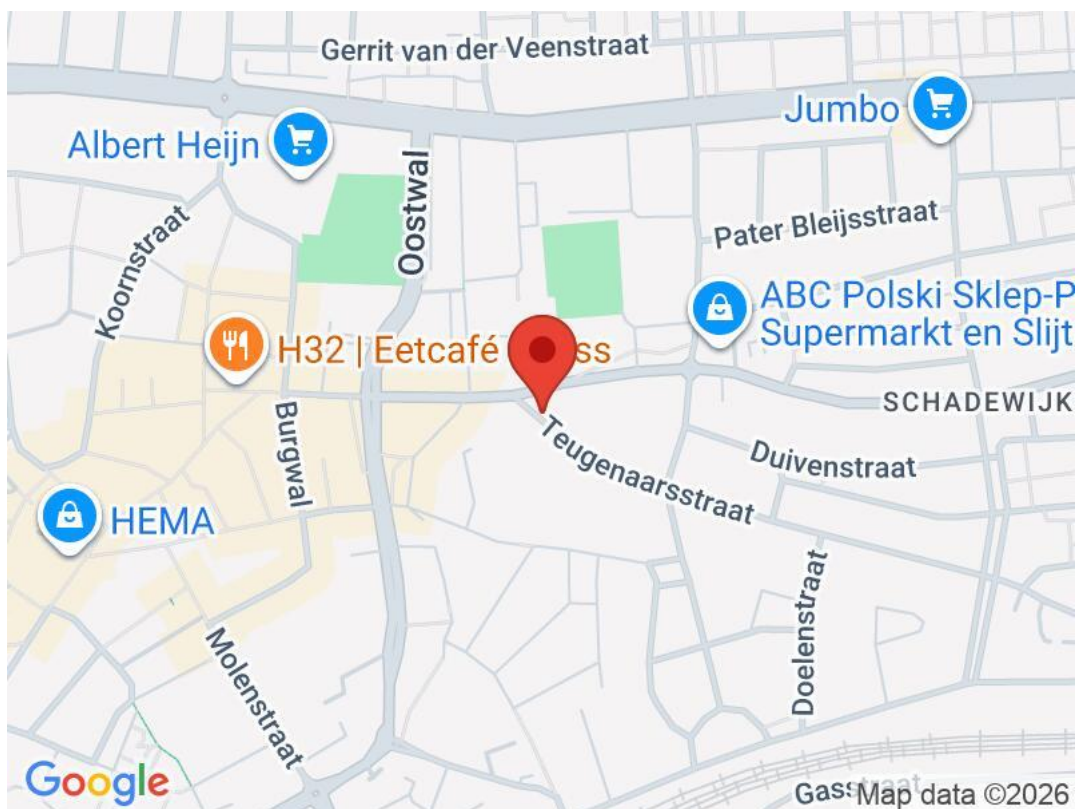 Gerrit van der Veenstraat
Jumbo
Albert Heijn
Oostwal
Koornstraat
Pater Bleijsstraat
ABC Polski Sklep-P
Supermarkt en Slijt
H32 | Eetcafé
ss
SCHADEWIJK
Burgwal
Teugenaarsstraat
Duivenstraat
HEMA
Doelenstraat
Molenstraat
Google
Gasstraat
Map data ©2026